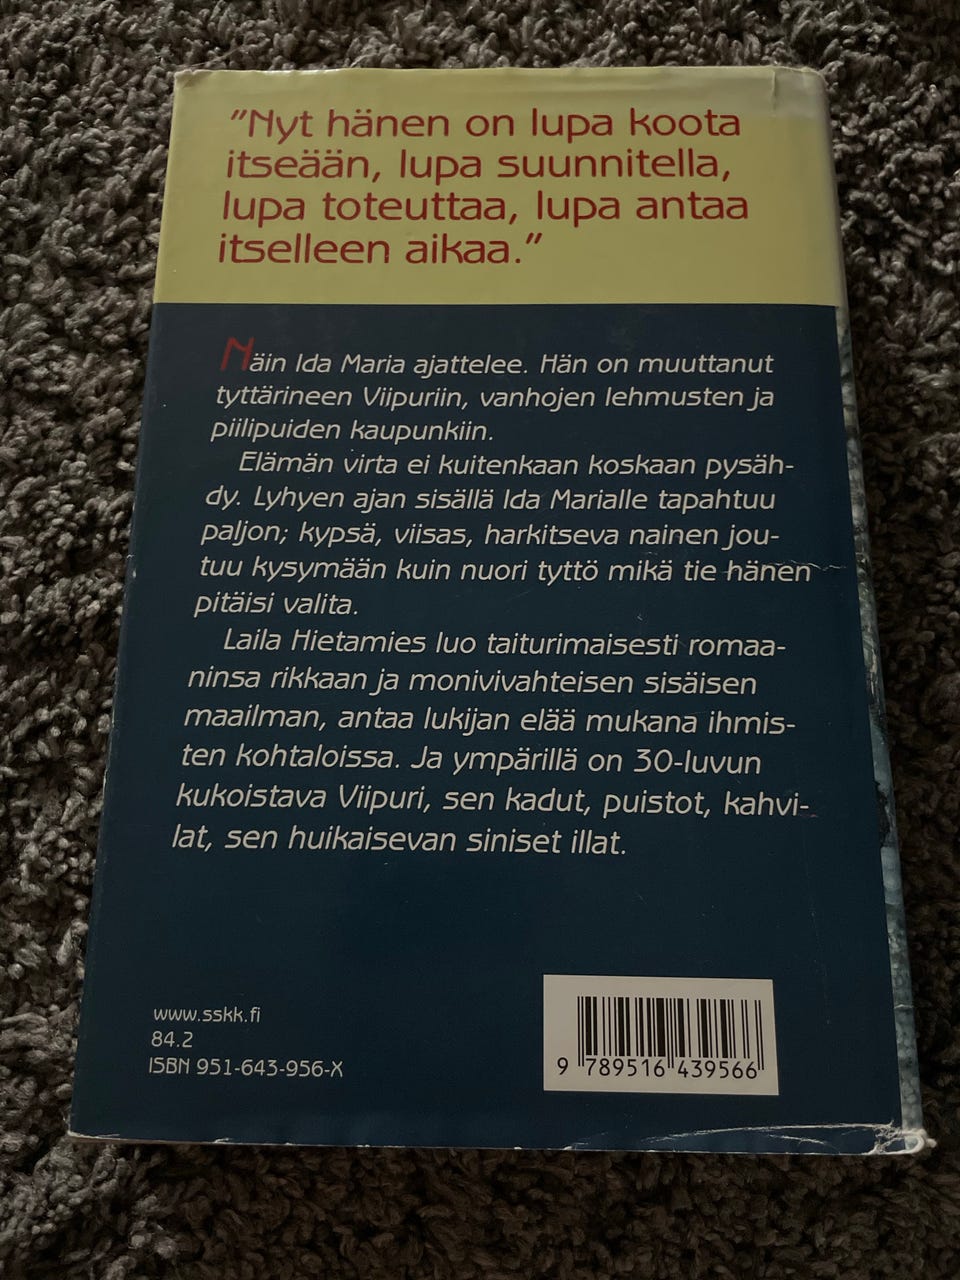 "Nyt hänen on lupa koota
itseään, lupa suunnitella,
lupa toteuttaa, lupa antaa
itselleen aikaa."
Näin Ida Maria ajattelee. Hän on muuttanut
tyttärineen Viipuriin, vanhojen lehmusten ja
piilipuiden kaupunkiin.
Elämän virta ei kuitenkaan koskaan pysäh-
dy. Lyhyen ajan sisällä Ida Marialle tapahtuu
paljon; kypsä, viisas, harkitseva nainen jou-
tuu kysymään kuin nuori tyttö mikä tie hänen
pitäisi valita.
Laila Hietamies luo taiturimaisesti romaa-
ninsa rikkaan ja monivivahteisen sisäisen
maailman, antaa lukijan elää mukana ihmis-
ten kohtaloissa. Ja ympärillä on 30-luvun
kukoistava Viipuri, sen kadut, puistot, kahvi-
lat, sen huikaisevan siniset illat.
www.sskk.fi
84.2
ISBN 951-643-956-X
9 789516 439566